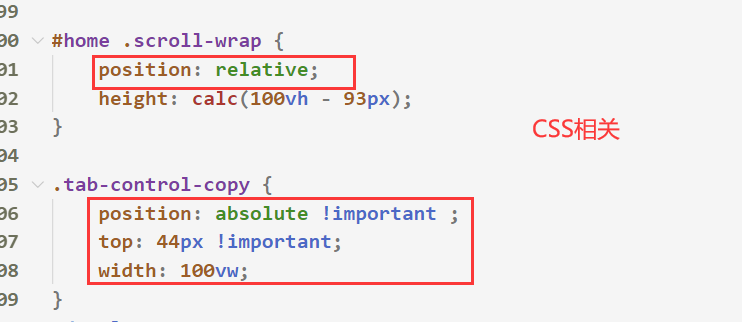 99
00 #home .scroll-wrap {
01 position: relative;
02 height: calc(100vh - 93px);
03 }
CSS相关
04
05 .tab-control-copy {
06 position: absolute !important ;
07 top: 44px !important;
08 width: 100vw;
09 }